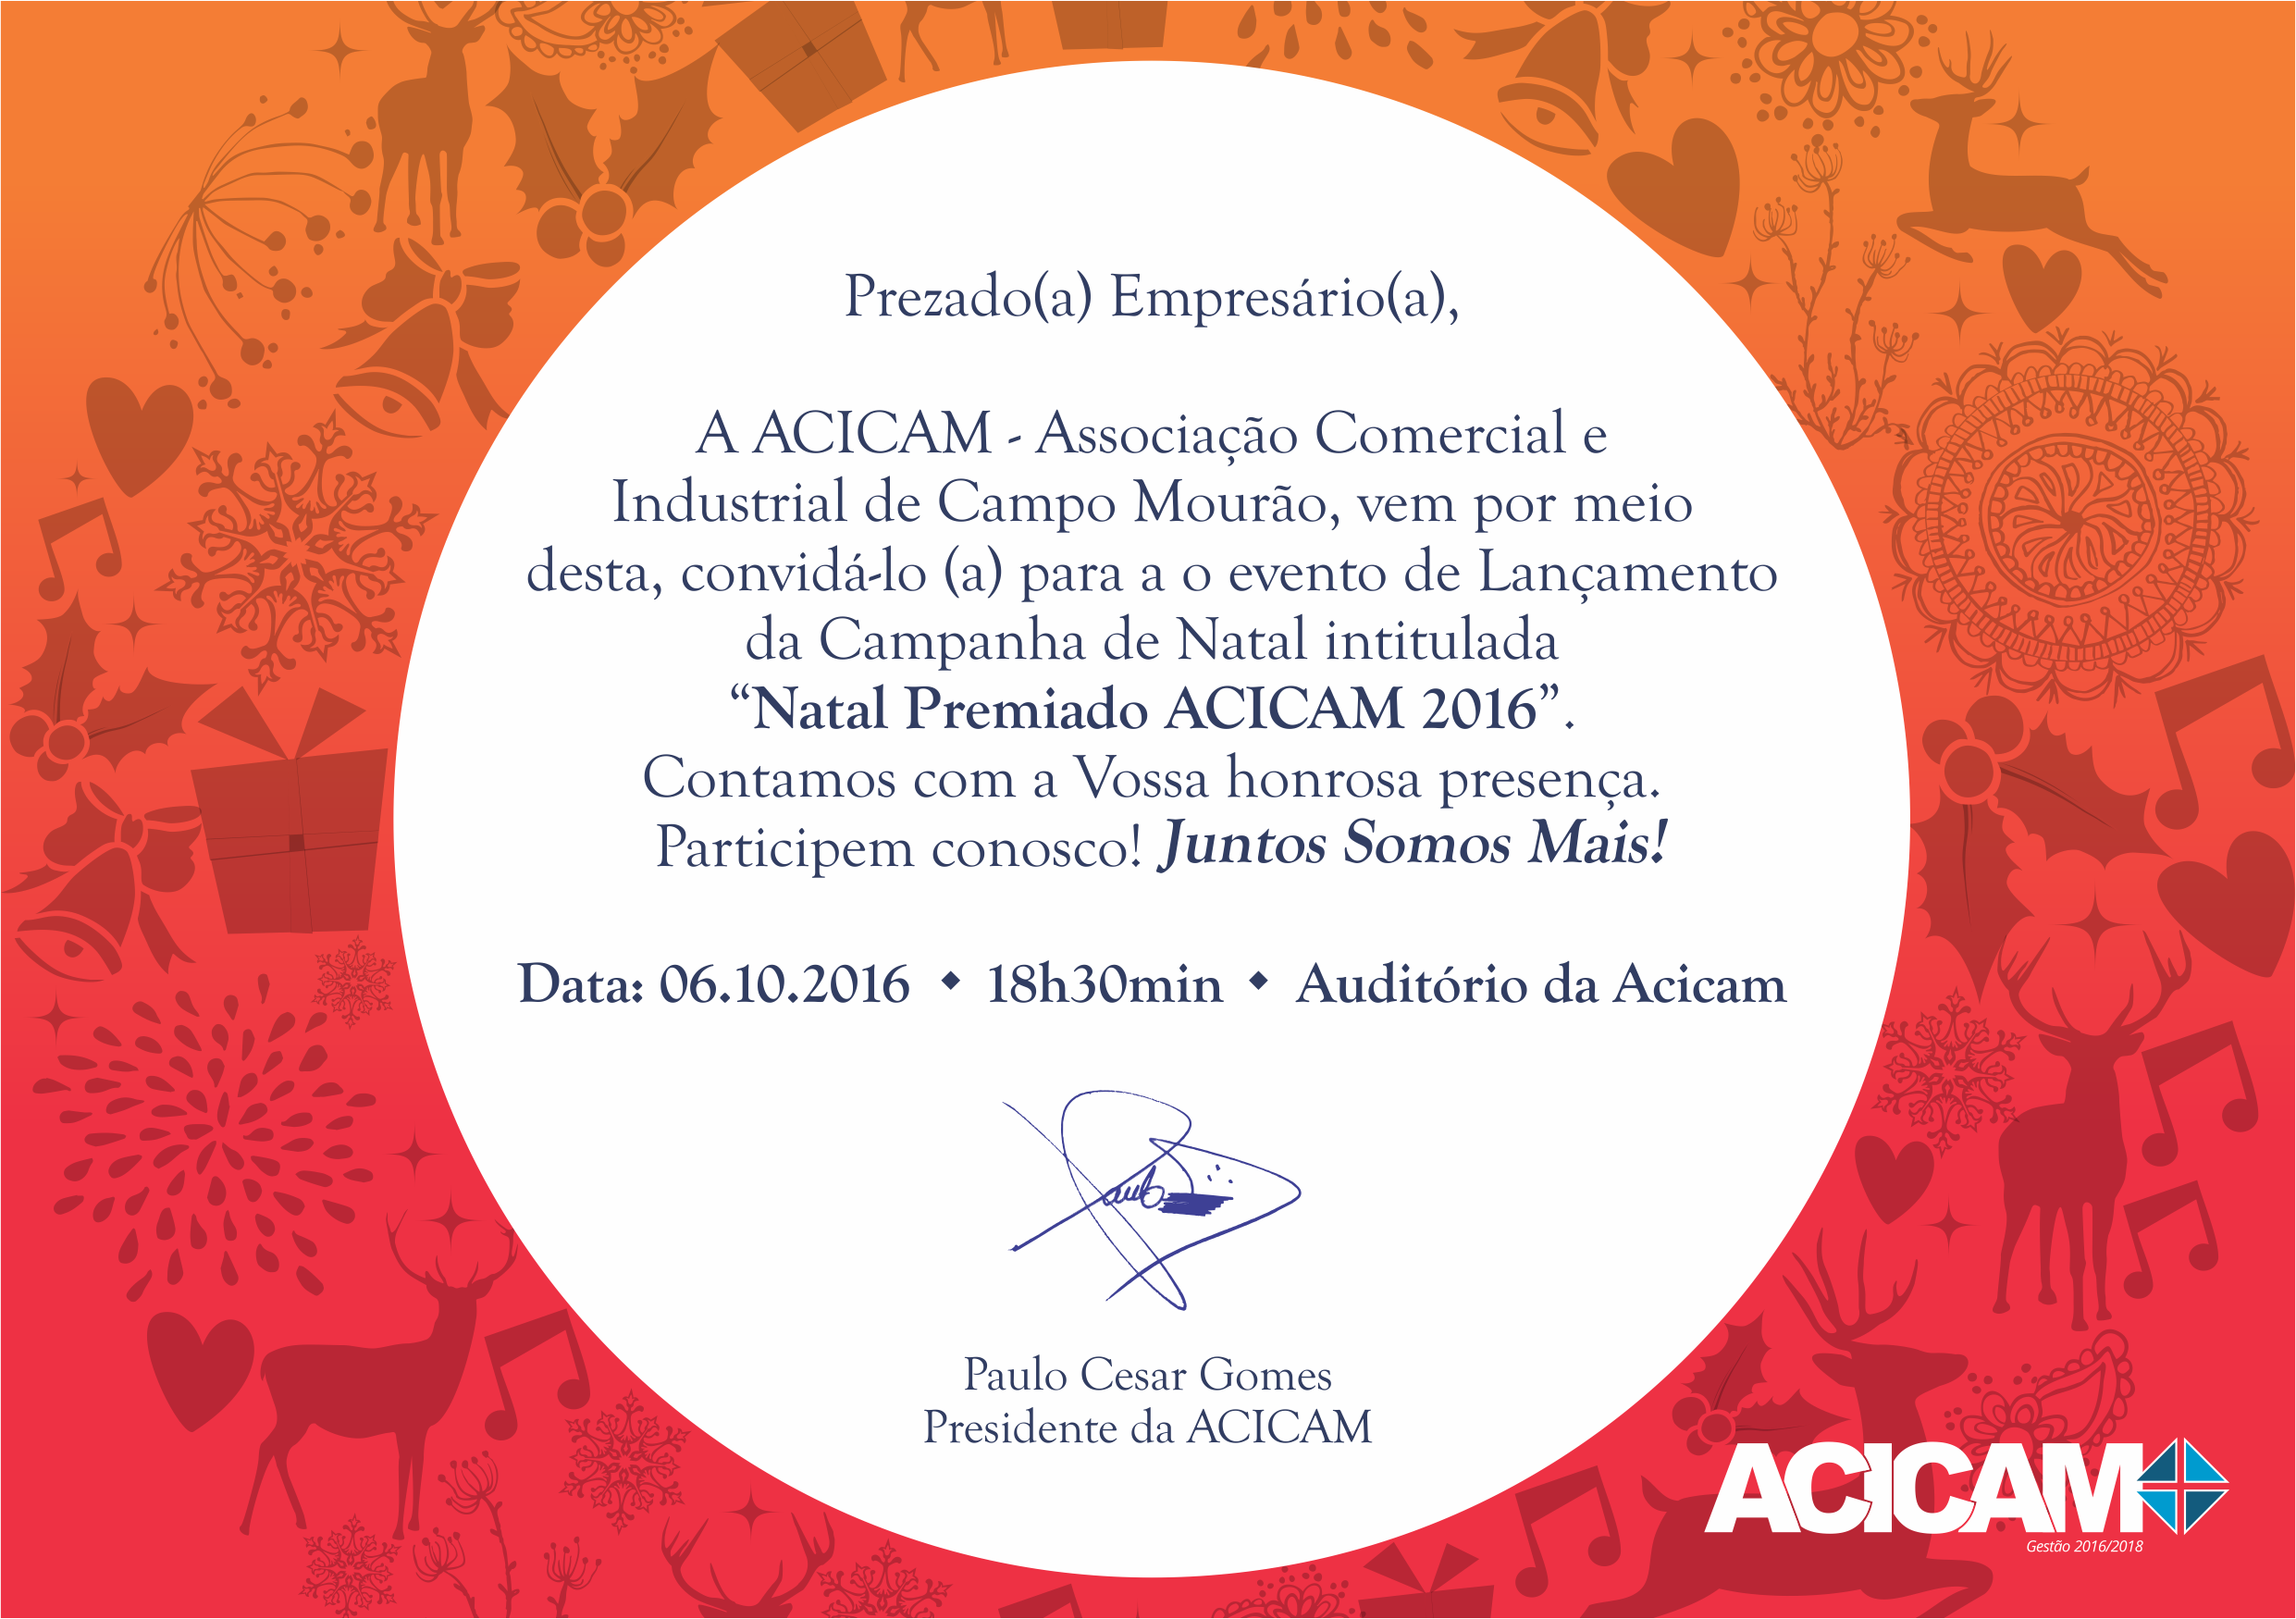 Prezado(a) Empresário(a),
A ACICAM - Associação Comercial e
Industrial de Campo Mourão, vem por meio
desta, convidá-lo (a) para a o evento de Lançamento
da Campanha de Natal intitulada
“Natal Premiado ACICAM 2016”.
Contamos com a Vossa honrosa presença.
Participem conosco! Juntos Somos Mais!
Data: 06.10.2016 ◆ 18h30min ◆ Auditório da Acicam
Paulo
Paulo Cesar Gomes
Presidente da ACICAM
ACICAM
Gestão 2016/2018